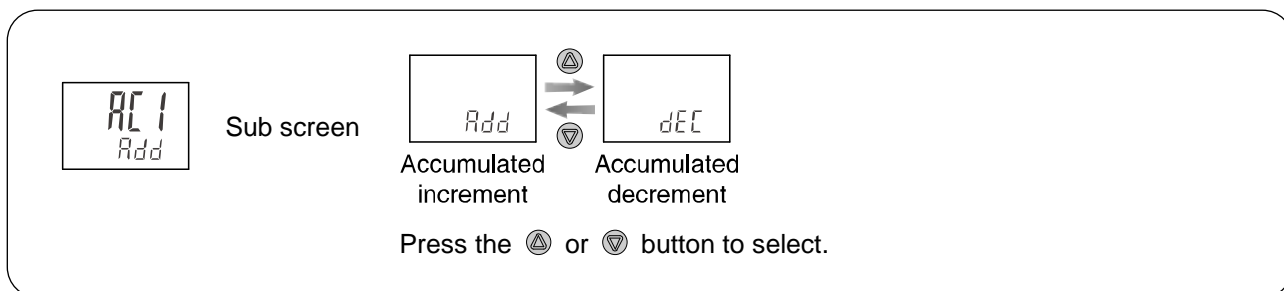 AC1
Add
Sub screen
Add
dEC
Accumulated increment
Accumulated decrement
Press the or button to select.